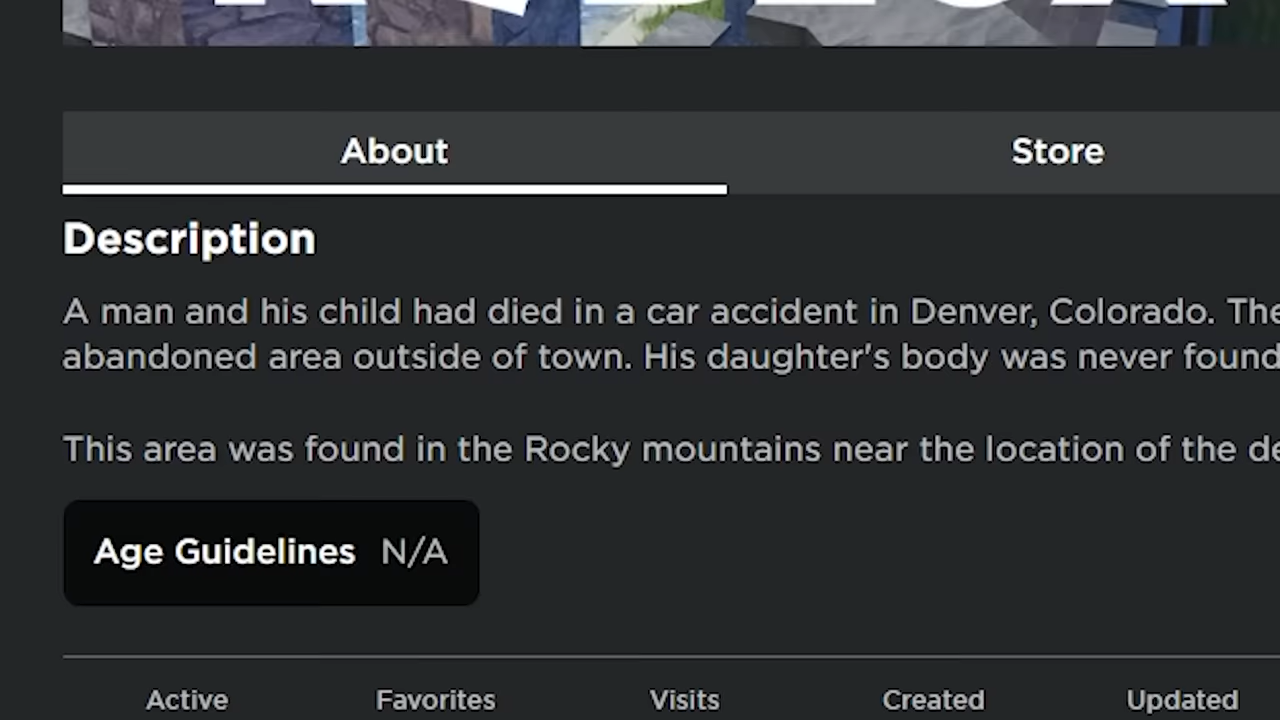 About
Store
Description
A man and his child had died in a car accident in Denver, Colorado. The
abandoned area outside of town. His daughter's body was never found
This area was found in the Rocky mountains near the location of the
Age Guidelines N/A
Active Favorites Visits Created Updated